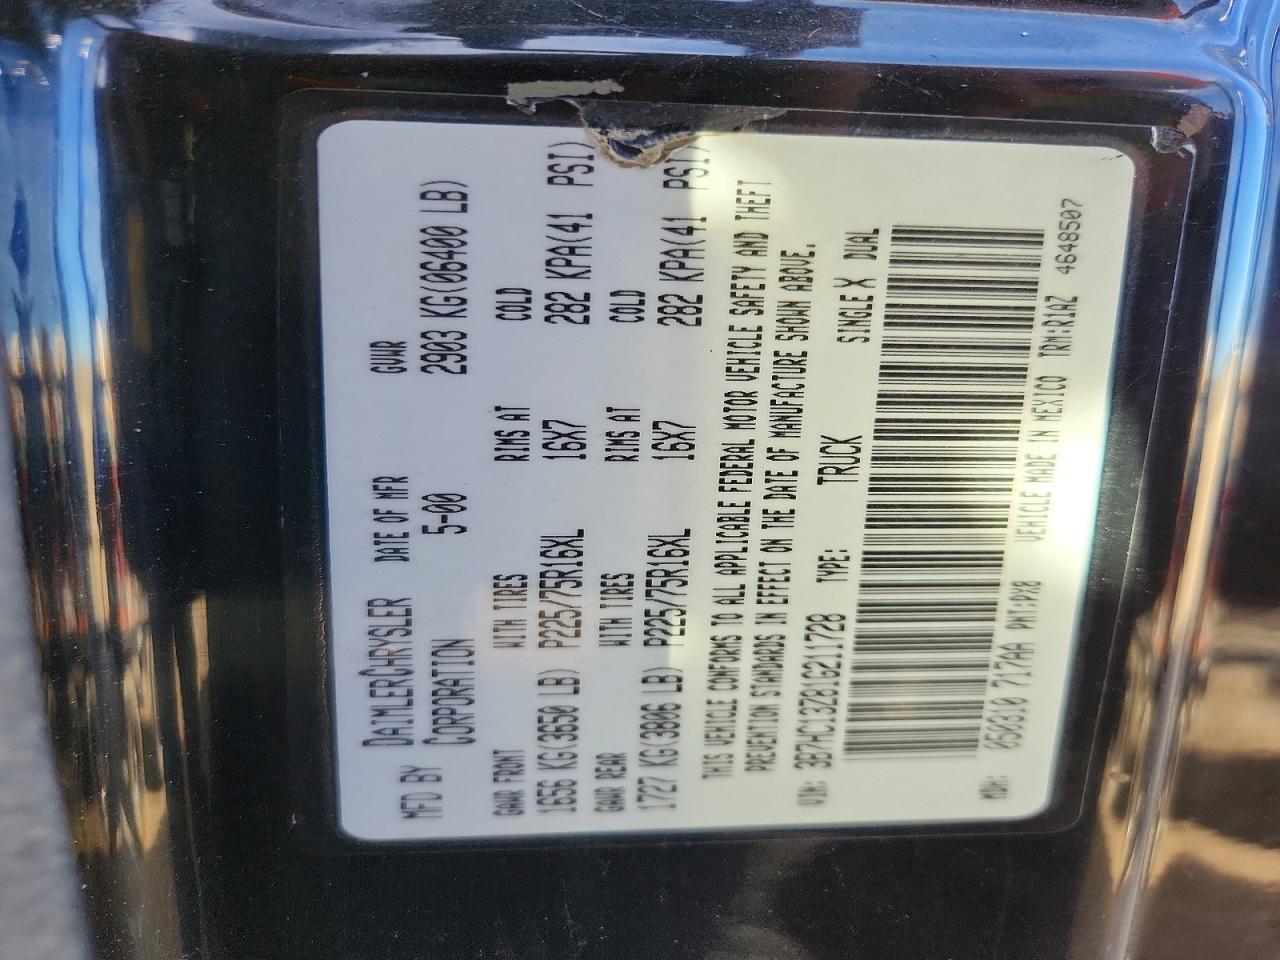 MFD BY DAIMLERCHRYSLER CORPORATION DATE OF MFR 5-00 GVWR 2903 KG(06400 LB)
GAWR FRONT WITH TIRES RIMS AT COLD
1656 KG(3650 LB) P225/75R16XL 16X7 282 KPA(41 PSI)
GAWR REAR WITH TIRES RIMS AT COLD
1727 KG(3806 LB) P225/75R16XL 16X7 282 KPA(41 PSI)
THIS VEHICLE CONFORMS TO ALL APPLICABLE FEDERAL MOTOR VEHICLE SAFETY AND THEFT
PREVENTION STANDARDS IN EFFECT ON THE DATE OF MANUFACTURE SHOWN ABOVE.
VIN: 3B7HC13Z81G211728 TYPE: TRUCK SINGLE X DUAL
MDH: 050310 717AA PNT:PX8 VEHICLE MADE IN MEXICO TRM:R1AZ 4648507